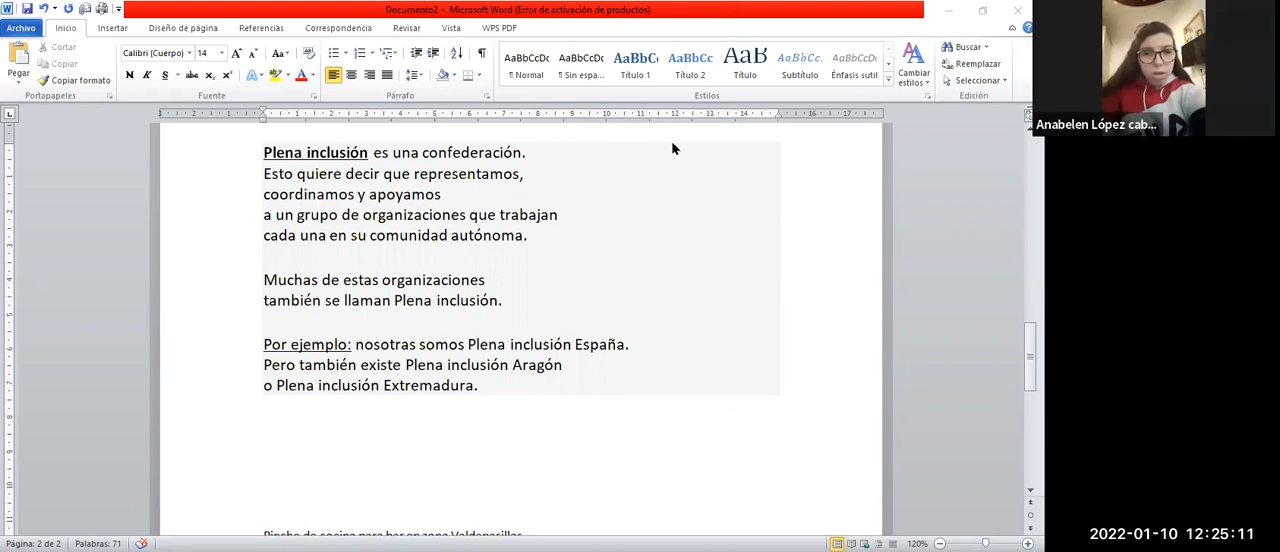 Documento2 - Microsoft Word (Error de activación de productos)
Archivo Inicio Insertar Diseño de página Referencias Correspondencia Revisar Vista WPS PDF
Pegar
Cortar
Copiar
Copiar formato
Portapapeles
Calibri (Cuerpo) 14
Fuente
Párrafo
AaBbCcDc AaBbCcDc AaBbC AaBbCc AaB AaBbCc. AaBbCcDc
¶ Normal ¶ Sin espa... Título 1 Título 2 Título Subtítulo Énfasis sutil
Cambiar estilos
Estilos
Buscar
Reemplazar
Seleccionar
Edición
Anabelen López cab...
Plena inclusión es una confederación.
Esto quiere decir que representamos,
coordinamos y apoyamos
a un grupo de organizaciones que trabajan
cada una en su comunidad autónoma.
Muchas de estas organizaciones
también se llaman Plena inclusión.
Por ejemplo: nosotras somos Plena inclusión España.
Pero también existe Plena inclusión Aragón
o Plena inclusión Extremadura.
Página: 2 de 2 Palabras: 71 120%
2022-01-10 12:25:11